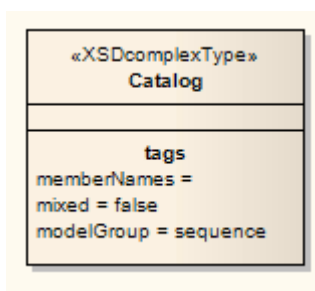 «XSDcomplexType»
Catalog
tags
memberNames =
mixed = false
modelGroup = sequence